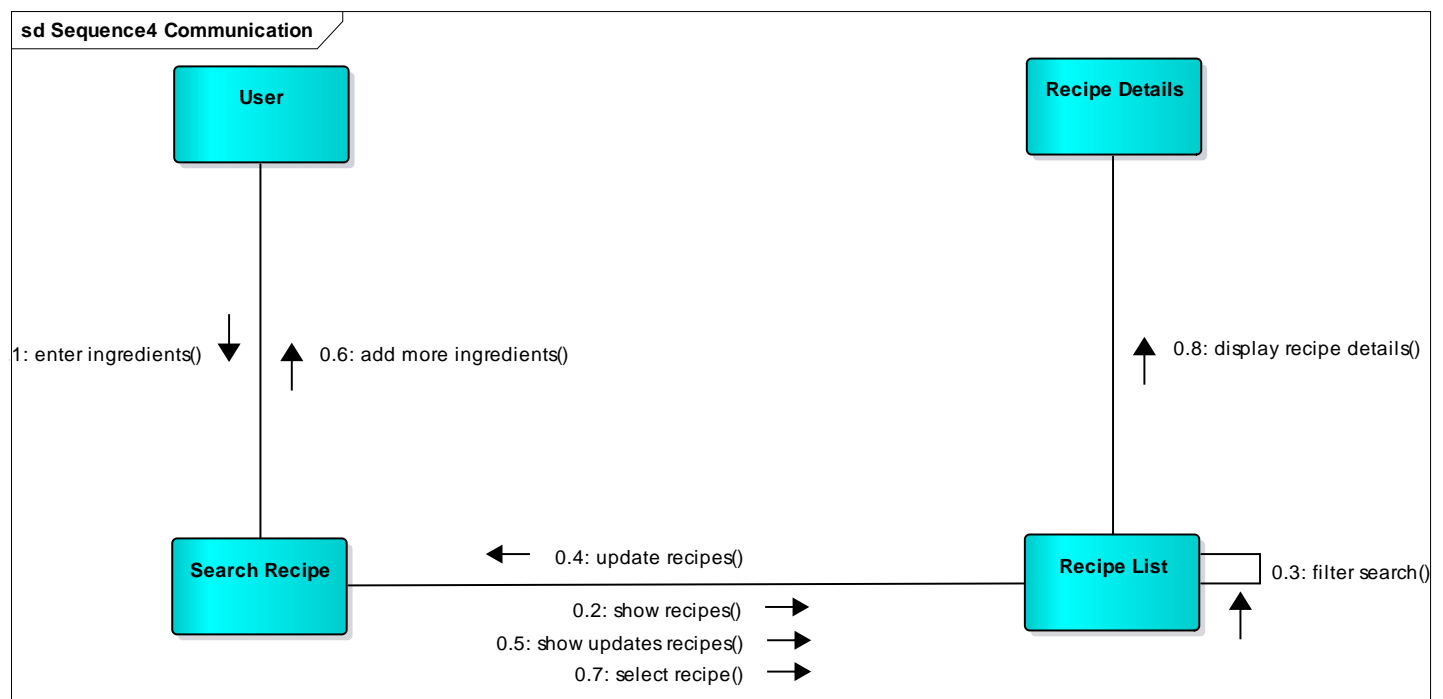 sd Sequence4 Communication
User
Recipe Details
1: enter ingredients()
0.6: add more ingredients()
0.8: display recipe details()
Search Recipe
0.4: update recipes()
Recipe List
0.3: filter search()
0.2: show recipes()
0.5: show updates recipes()
0.7: select recipe()